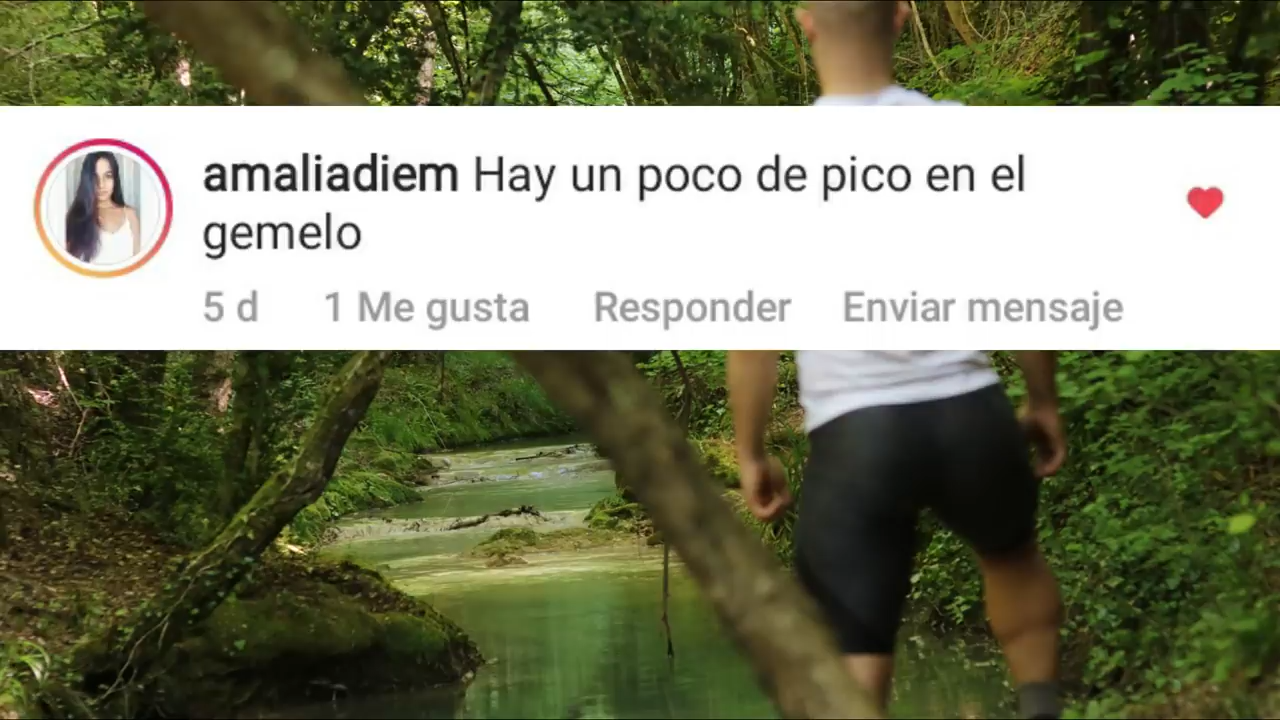 amaliadiem Hay un poco de pico en el
gemelo
5 d 1 Me gusta Responder Enviar mensaje